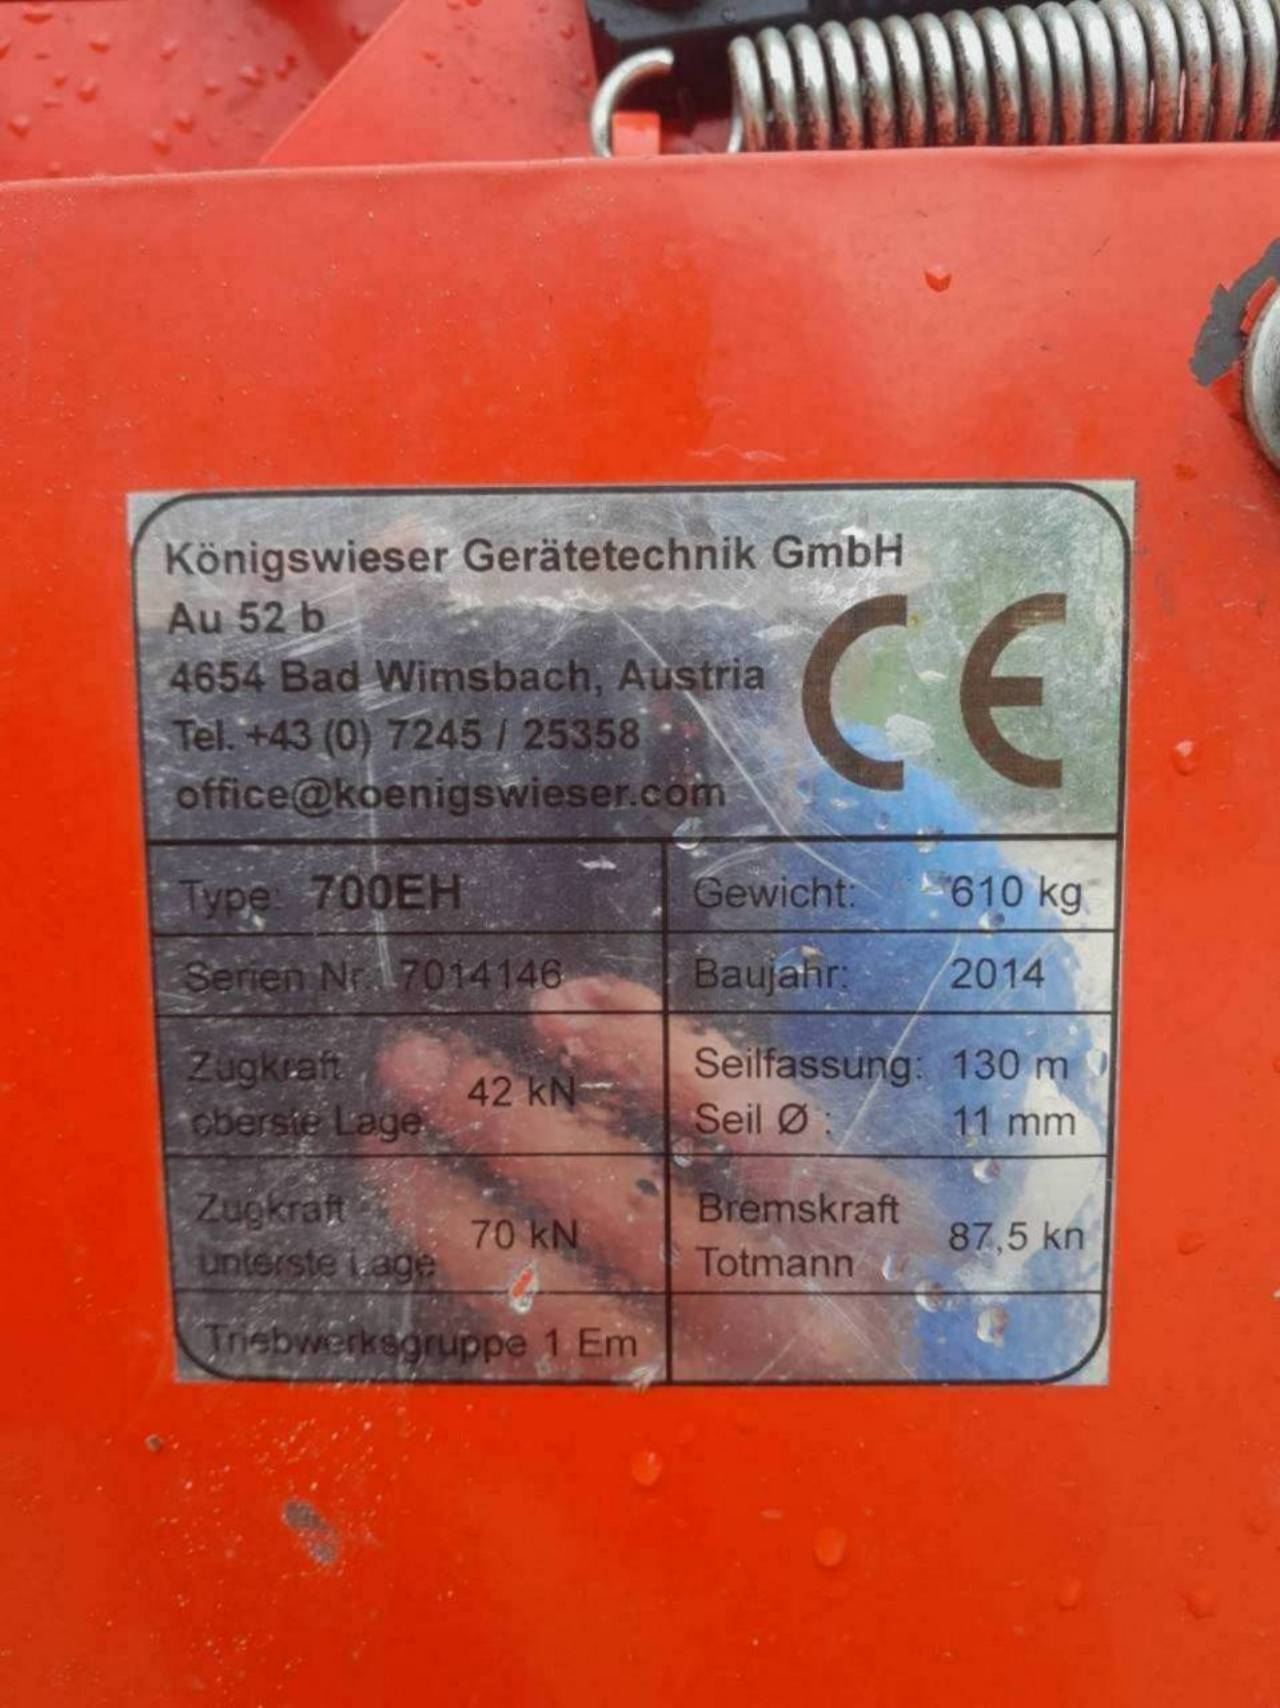 Königswieser Gerätetechnik GmbH
Au 52 b
4654 Bad Wimsbach, Austria
Tel. +43 (0) 7245 / 25358
office@koenigswieser.com
CE
Type: 700EH
Gewicht: 610 kg
Serien Nr. 7014146
Baujahr: 2014
Zugkraft
oberste Lage 42 kN
Seilfassung: 130 m
Seil Ø : 11 mm
Zugkraft
unterste Lage 70 kN
Bremskraft
Totmann 87,5 kn
Triebwerksgruppe 1 Em